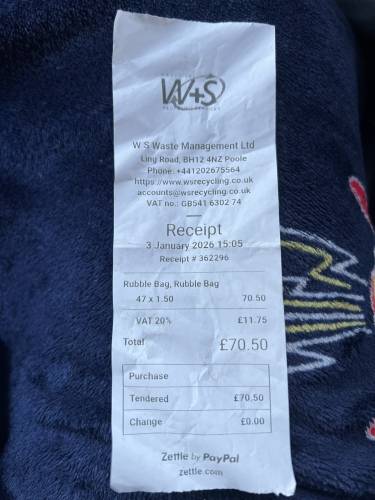 W+S
RECYCLING SERVICES
W S Waste Management Ltd
Ling Road, BH12 4NZ Poole
Phone: +441202675564
https://www.wsrecycling.co.uk
accounts@wsrecycling.co.uk
VAT no.: GB541 6302 74
Receipt
3 January 2026 15:05
Receipt # 362296
Rubble Bag, Rubble Bag
47 x 1.50 70.50
VAT 20% £11.75
Total £70.50
Purchase
Tendered £70.50
Change £0.00
Zettle by PayPal
zettle.com